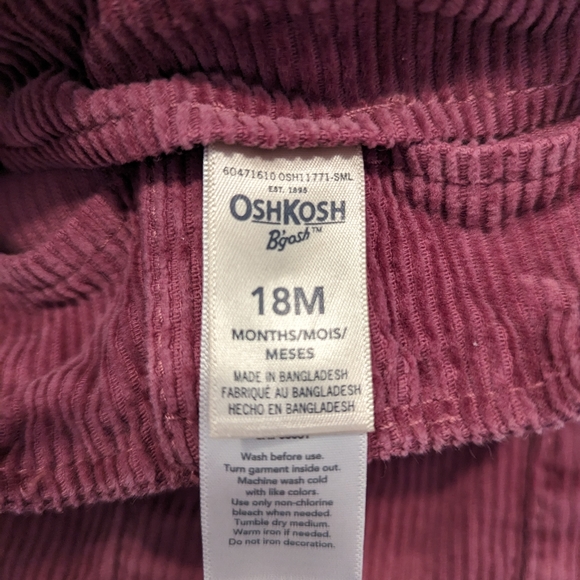 60471610 OSH11771-SML
EST. 1895
OSHKOSH
B'gosh™
18M
MONTHS/MOIS/
MESES
MADE IN BANGLADESH
FABRIQUÉ AU BANGLADESH
HECHO EN BANGLADESH
Wash before use.
Turn garment inside out.
Machine wash cold
with like colors.
Use only non-chlorine
bleach when needed.
Tumble dry medium.
Warm iron if needed.
Do not iron decoration.